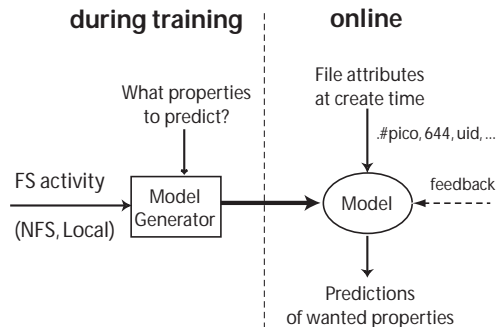 during training
online
What properties
to predict?
File attributes
at create time
.#pico, 644, uid, ...
FS activity
(NFS, Local)
Model
Generator
Model
feedback
Predictions
of wanted properties